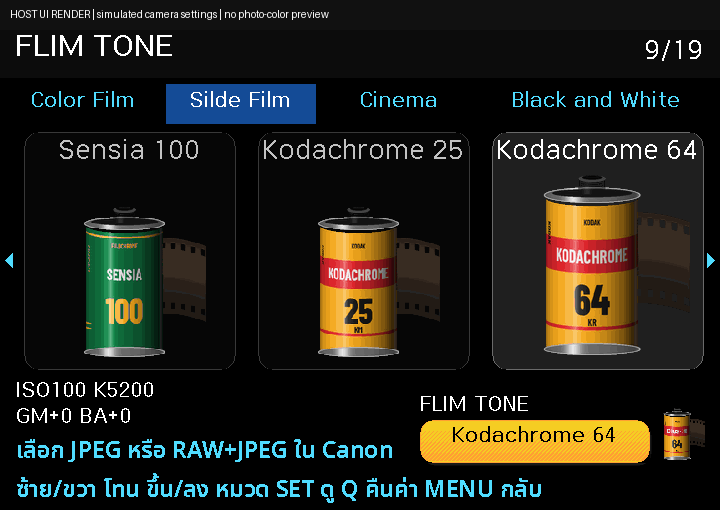 HOST UI RENDER | simulated camera settings | no photo-color preview
FLIM TONE
9/19
Color Film
Silde Film
Cinema
Black and White
Sensia 100
Kodachrome 25
Kodachrome 64
SENSIA
100
KODAK
KODACHROME
25
KM
KODAK
KODACHROME
64
KR
ISO100 K5200
GM+0 BA+0
FLIM TONE
Kodachrome 64
64
เลือก JPEG หรือ RAW+JPEG ใน Canon
ซ้าย/ขวา โทน ขึ้น/ลง หมวด SET ดู Q คืนค่า MENU กลับ